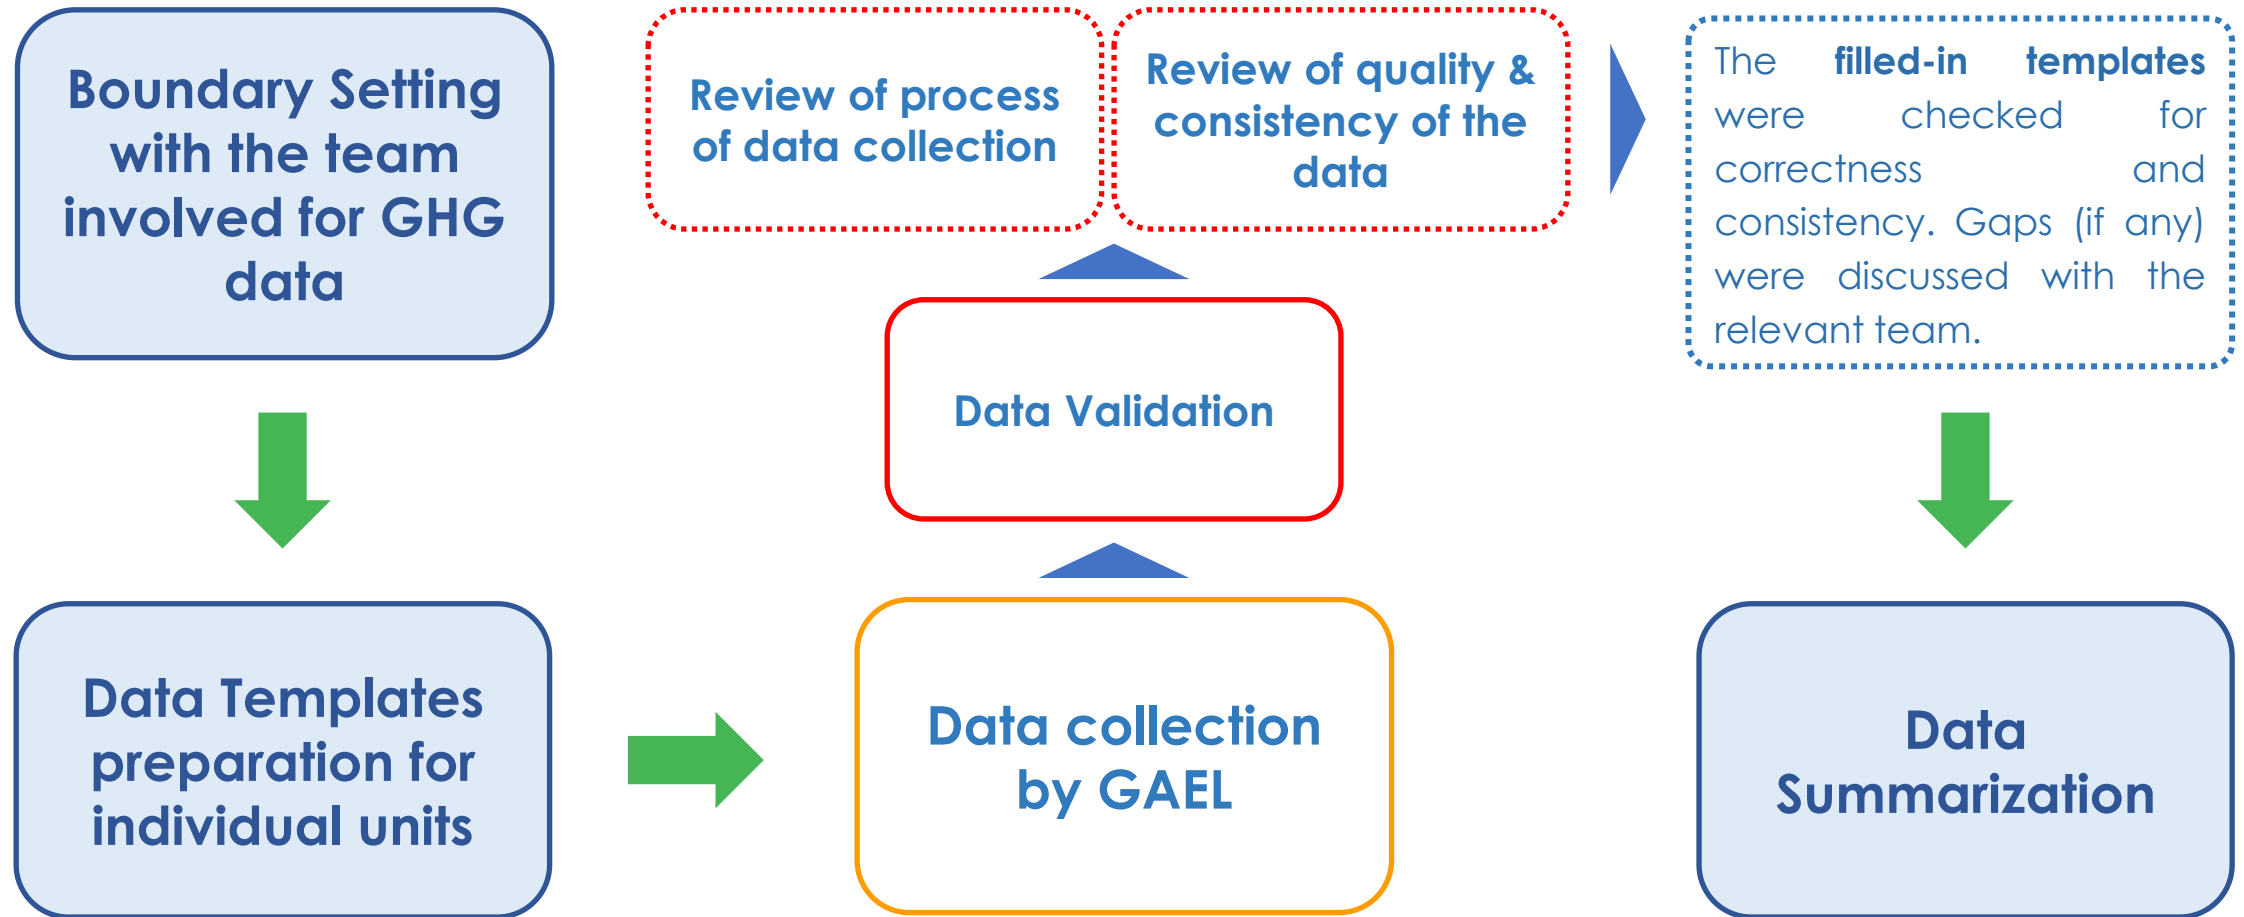 Boundary Setting
with the team
involved for GHG
data
Data Templates
preparation for
individual units
Data collection
by GAEL
Data Validation
Review of process
of data collection
Review of quality &
consistency of the
data
The filled-in templates
were checked for
correctness and
consistency. Gaps (if any)
were discussed with the
relevant team.
Data
Summarization